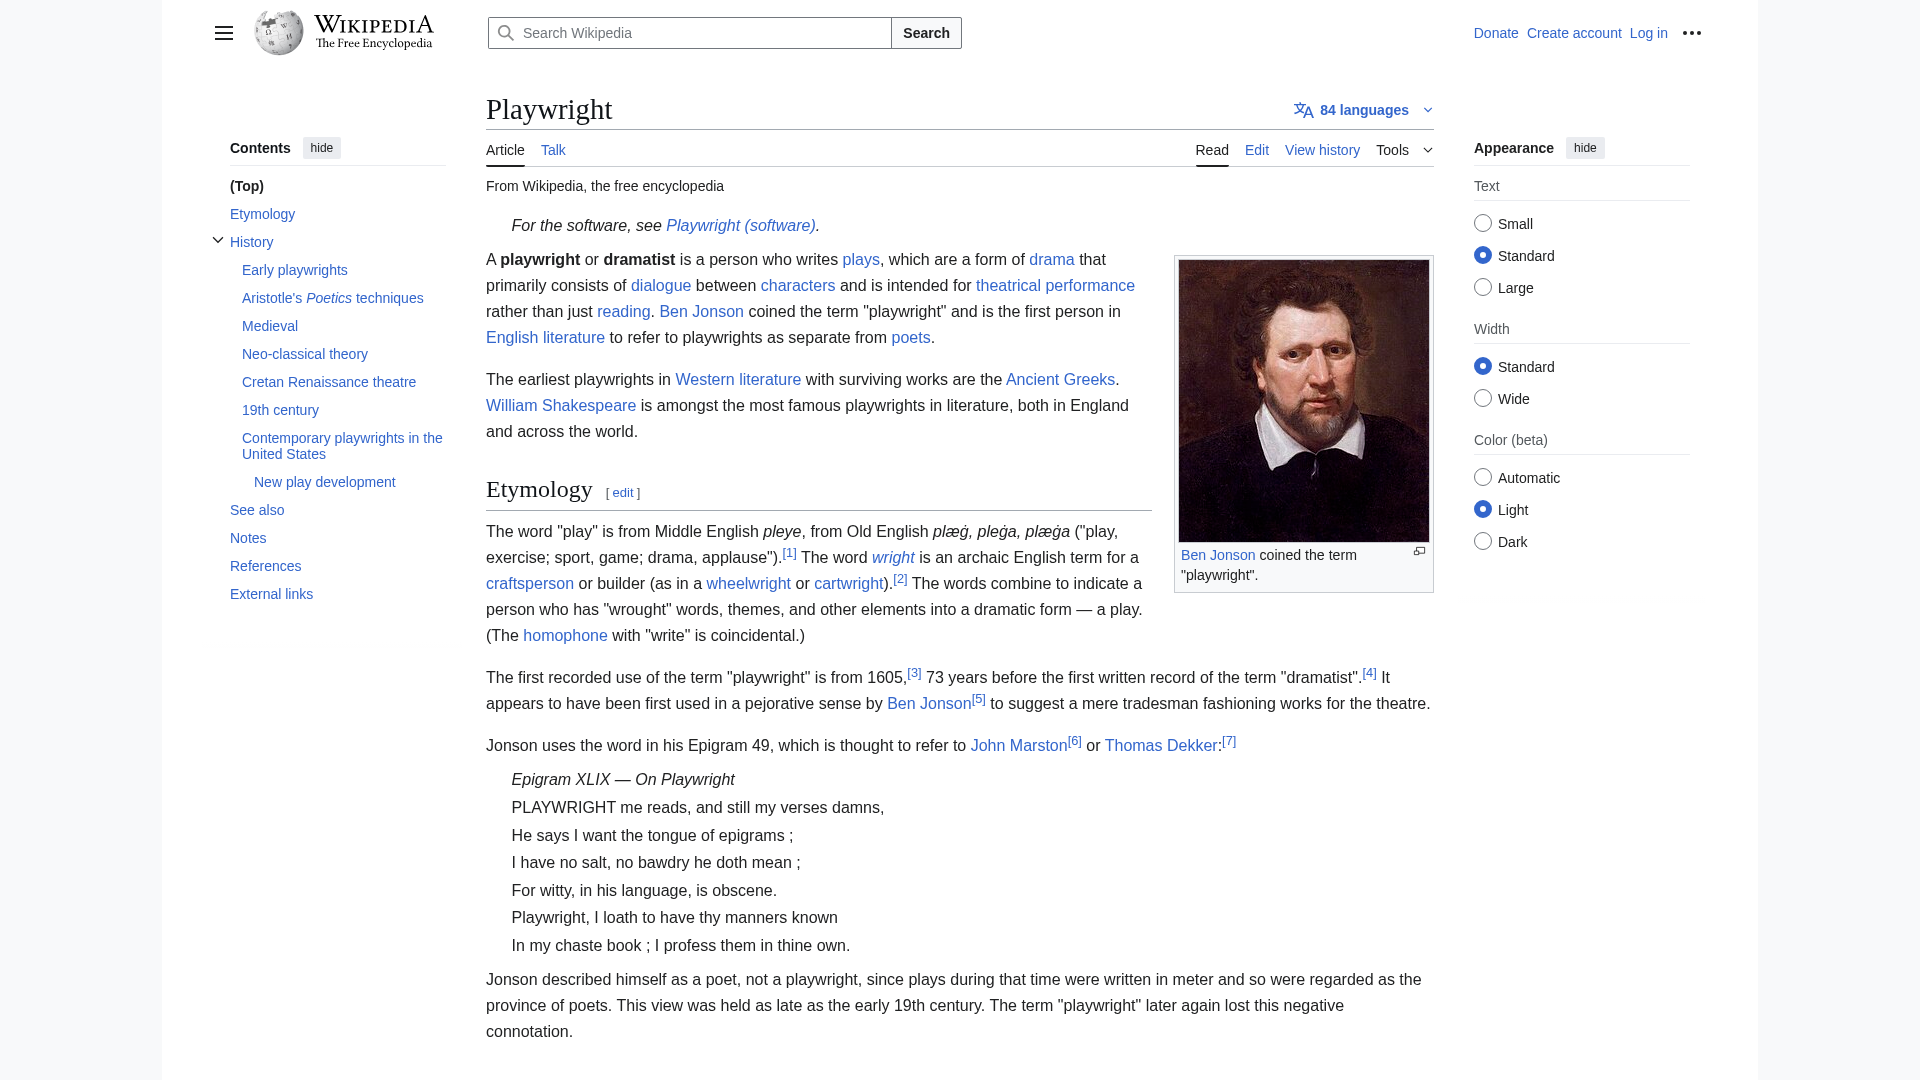 WIKIPEDIA
The Free Encyclopedia
Search Wikipedia
Search
Donate Create account Log in
Contents hide
(Top)
Etymology
History
Early playwrights
Aristotle's Poetics techniques
Medieval
Neo-classical theory
Cretan Renaissance theatre
19th century
Contemporary playwrights in the
United States
New play development
See also
Notes
References
External links
Playwright
84 languages
Article Talk
Read Edit View history Tools
From Wikipedia, the free encyclopedia
For the software, see Playwright (software).
A playwright or dramatist is a person who writes plays, which are a form of drama that
primarily consists of dialogue between characters and is intended for theatrical performance
rather than just reading. Ben Jonson coined the term "playwright" and is the first person in
English literature to refer to playwrights as separate from poets.
The earliest playwrights in Western literature with surviving works are the Ancient Greeks.
William Shakespeare is amongst the most famous playwrights in literature, both in England
and across the world.
Ben Jonson coined the term
"playwright".
Etymology [ edit ]
The word "play" is from Middle English pleye, from Old English plæġ, pleġa, plæġa ("play,
exercise; sport, game; drama, applause").[1] The word wright is an archaic English term for a
craftsperson or builder (as in a wheelwright or cartwright).[2] The words combine to indicate a
person who has "wrought" words, themes, and other elements into a dramatic form — a play.
(The homophone with "write" is coincidental.)
The first recorded use of the term "playwright" is from 1605,[3] 73 years before the first written record of the term "dramatist".[4] It
appears to have been first used in a pejorative sense by Ben Jonson[5] to suggest a mere tradesman fashioning works for the theatre.
Jonson uses the word in his Epigram 49, which is thought to refer to John Marston[6] or Thomas Dekker:[7]
Epigram XLIX — On Playwright
PLAYWRIGHT me reads, and still my verses damns,
He says I want the tongue of epigrams ;
I have no salt, no bawdry he doth mean ;
For witty, in his language, is obscene.
Playwright, I loath to have thy manners known
In my chaste book ; I profess them in thine own.
Jonson described himself as a poet, not a playwright, since plays during that time were written in meter and so were regarded as the
province of poets. This view was held as late as the early 19th century. The term "playwright" later again lost this negative
connotation.
Appearance hide
Text
Small
Standard
Large
Width
Standard
Wide
Color (beta)
Automatic
Light
Dark